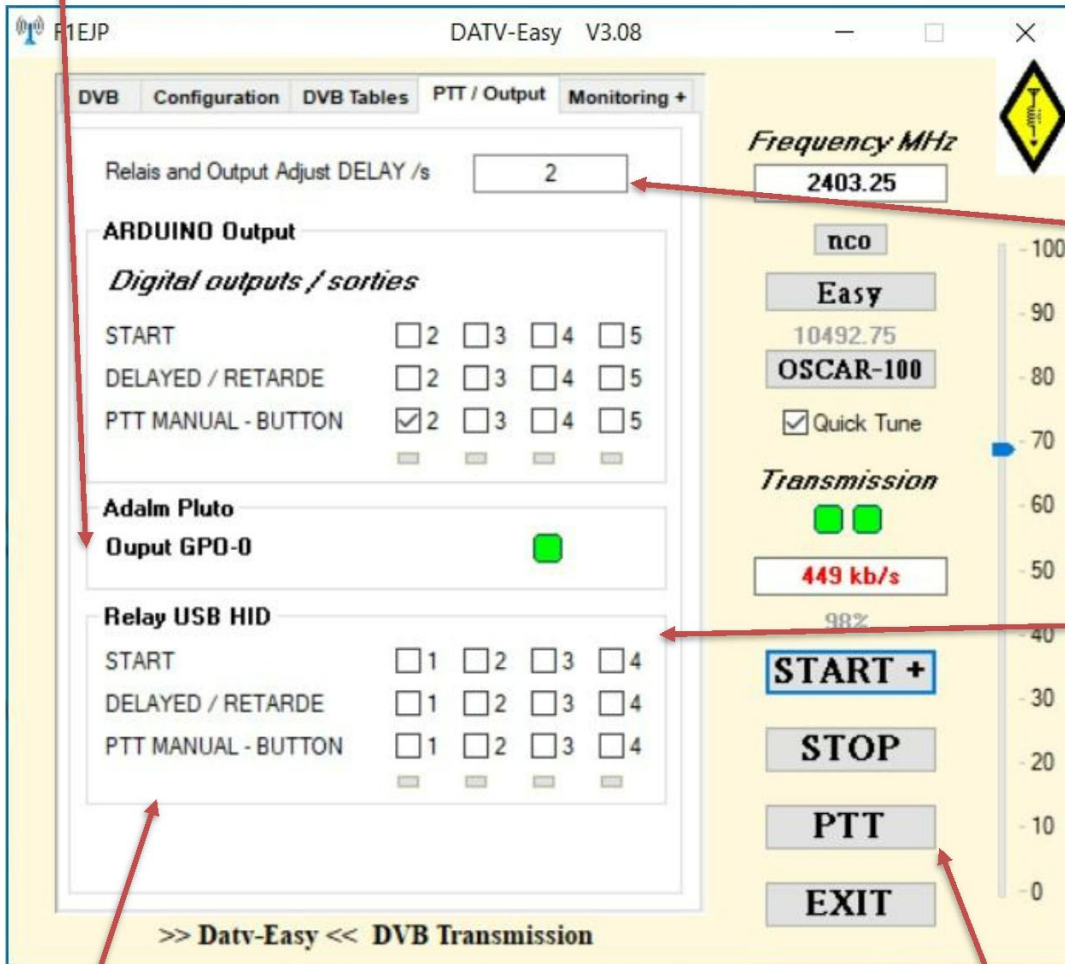 F1EJP DATV-Easy V3.08
DVB Configuration DVB Tables PTT / Output Monitoring +
Relais and Output Adjust DELAY /s 2
ARDUINO Output
Digital outputs / sorties
START 2 3 4 5
DELAYED / RETARDE 2 3 4 5
PTT MANUAL - BUTTON 2 3 4 5
Adalm Pluto
Ouput GPO-0
Relay USB HID
START 1 2 3 4
DELAYED / RETARDE 1 2 3 4
PTT MANUAL - BUTTON 1 2 3 4
>> Datv-Easy << DVB Transmission
Frequency MHz
2403.25
nco
Easy
10492.75
OSCAR-100
Quick Tune
Transmission
449 kb/s
98%
START +
STOP
PTT
EXIT
100
90
80
70
60
50
40
30
20
10
0